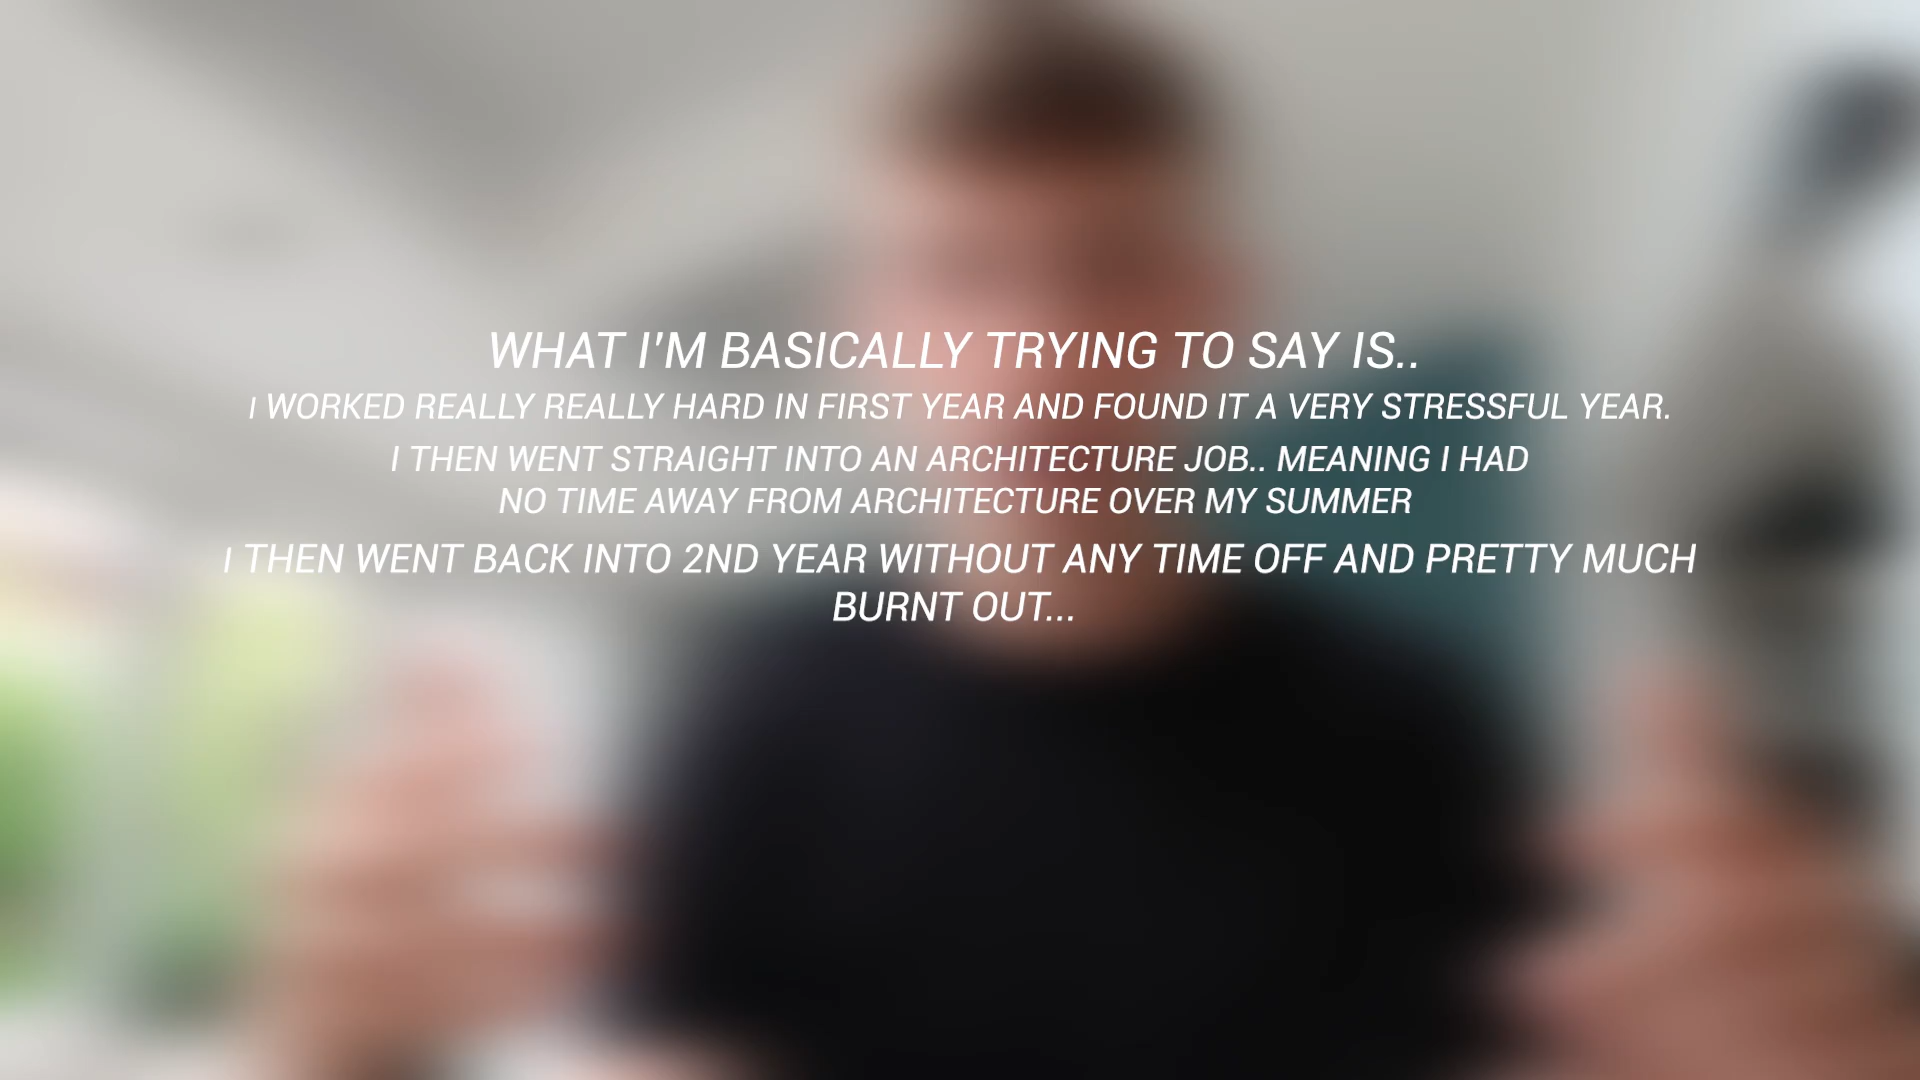 WHAT I'M BASICALLY TRYING TO SAY IS..
I WORKED REALLY REALLY HARD IN FIRST YEAR AND FOUND IT A VERY STRESSFUL YEAR.
I THEN WENT STRAIGHT INTO AN ARCHITECTURE JOB.. MEANING I HAD
NO TIME AWAY FROM ARCHITECTURE OVER MY SUMMER
I THEN WENT BACK INTO 2ND YEAR WITHOUT ANY TIME OFF AND PRETTY MUCH
BURNT OUT...